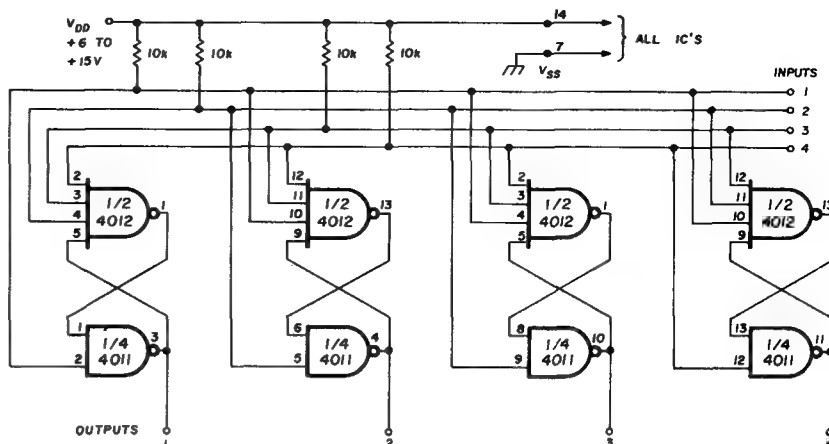 VDD
+6 TO
+15V
10k 10k 10k 10k
14
7
VSS
ALL IC'S
INPUTS
1
2
3
4
2 3 4 5 1/2 4012 1
12 11 10 9 1/2 4012 13
2 3 4 5 1/2 4012 1
12 11 10 9 1/2 4012 13
1 2 1/4 4011 3
6 5 1/4 4011 4
8 9 1/4 4011 10
13 12 1/4 4011 11
OUTPUTS